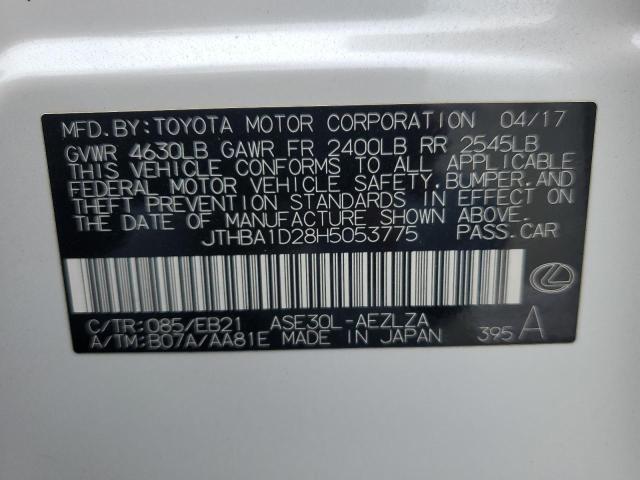 MFD.BY:TOYOTA MOTOR CORPORATION 04/17
GVWR 4630LB GAWR FR 2400LB RR 2545LB
THIS VEHICLE CONFORMS TO ALL APPLICABLE
FEDERAL MOTOR VEHICLE SAFETY,BUMPER,AND
THEFT PREVENTION STANDARDS IN EFFECT ON
THE DATE OF MANUFACTURE SHOWN ABOVE.
JTHBA1D28H5053775 PASS.CAR
C/TR:085/EB21 ASE30L-AEZLZA
A/TM:B07A/AA81E MADE IN JAPAN 395 A